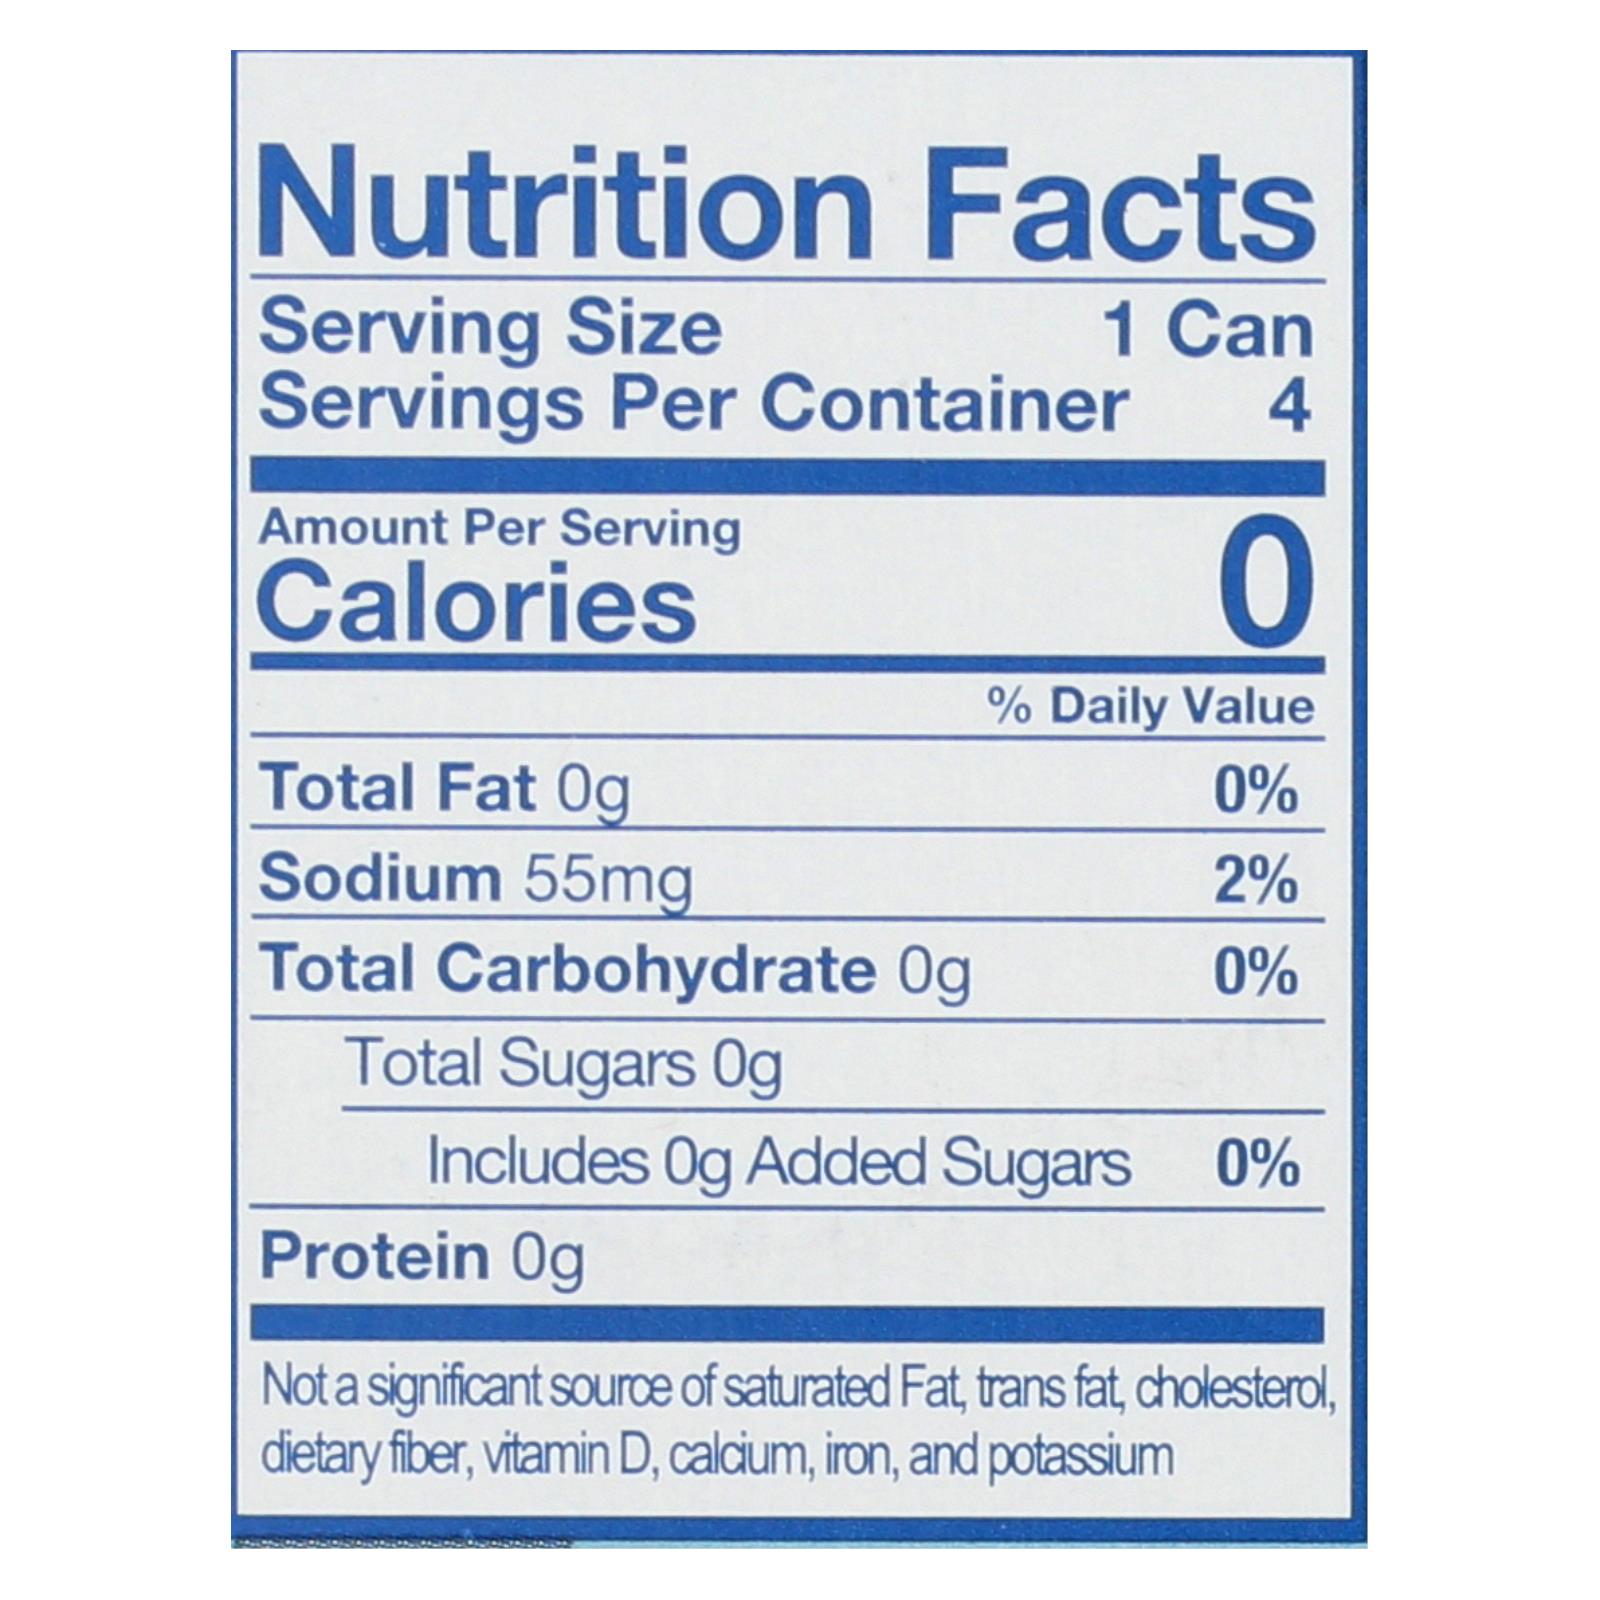 Nutrition Facts
Serving Size 1 Can
Servings Per Container 4
Amount Per Serving
Calories 0
% Daily Value
Total Fat 0g 0%
Sodium 55mg 2%
Total Carbohydrate 0g 0%
Total Sugars 0g
Includes 0g Added Sugars 0%
Protein 0g
Not a significant source of saturated Fat, trans fat, cholesterol,
dietary fiber, vitamin D, calcium, iron, and potassium